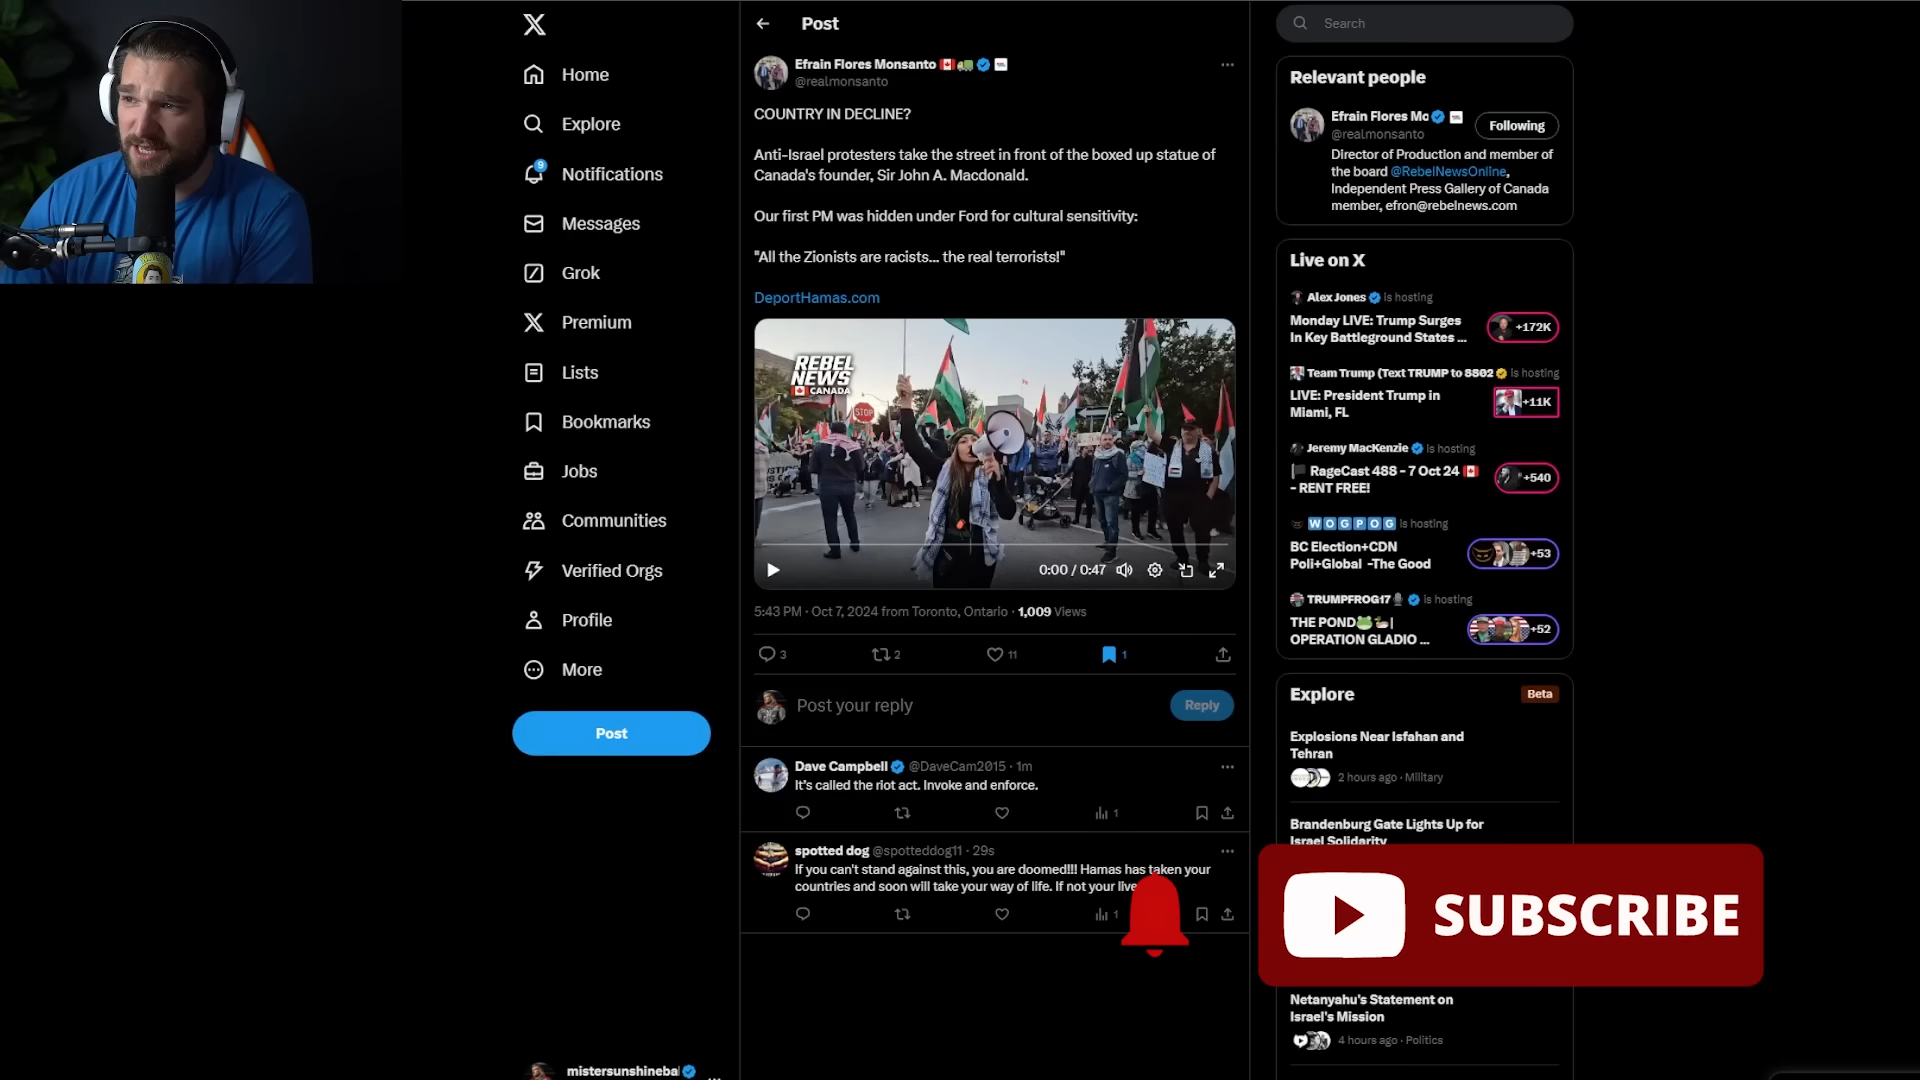 Home
Explore
9
Notifications
Messages
Grok
Premium
Lists
Bookmarks
Jobs
Communities
Verified Orgs
Profile
More
Post
mistersunshineba
Post
Efrain Flores Monsanto
@realmonsanto
COUNTRY IN DECLINE?
Anti-Israel protesters take the street in front of the boxed up statue of
Canada's founder, Sir John A. Macdonald.
Our first PM was hidden under Ford for cultural sensitivity:
"All the Zionists are racists... the real terrorists!"
DeportHamas.com
REBEL
NEWS
CANADA
STOP
0:00 / 0:47
5:43 PM · Oct 7, 2024 from Toronto, Ontario · 1,009 Views
3 2 11 1
Post your reply
Reply
Dave Campbell @DaveCam2015 · 1m
It's called the riot act. Invoke and enforce.
1
spotted dog @spotteddog11 · 29s
If you can't stand against this, you are doomed!!! Hamas has taken your
countries and soon will take your way of life. If not your live
1
Search
Relevant people
Efrain Flores Mo
Following
@realmonsanto
Director of Production and member of
the board @RebelNewsOnline,
Independent Press Gallery of Canada
member, efron@rebelnews.com
Live on X
Alex Jones is hosting
Monday LIVE: Trump Surges
In Key Battleground States ...
+172K
Team Trump (Text TRUMP to 8802 is hosting
LIVE: President Trump in
Miami, FL
+11K
Jeremy MacKenzie is hosting
RageCast 488 - 7 Oct 24
- RENT FREE!
+540
WOGPOG is hosting
BC Election+CDN
Poli+Global -The Good
+53
TRUMPFROG17 is hosting
THE POND |
OPERATION GLADIO ...
+52
Explore
Beta
Explosions Near Isfahan and
Tehran
2 hours ago · Military
Brandenburg Gate Lights Up for
Israel Solidarity
SUBSCRIBE
Netanyahu's Statement on
Israel's Mission
4 hours ago · Politics